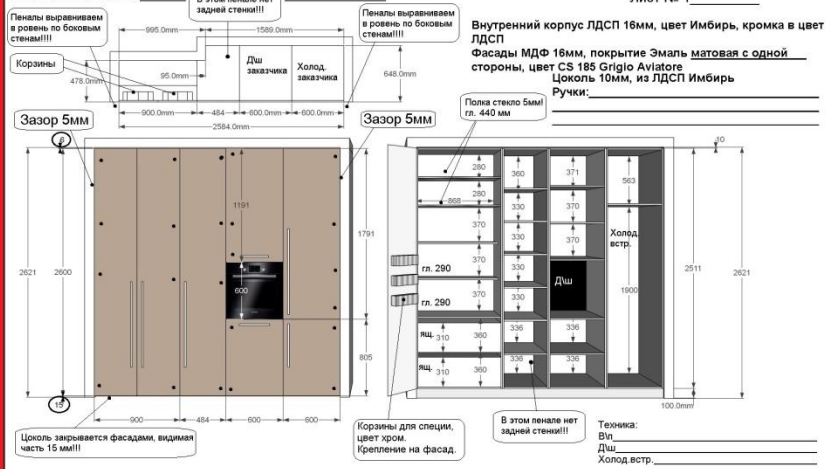 В этом пенале нет
задней стенки!!!
Пеналы выравниваем
в ровень по боковым
стенам!!!!
995.0mm
1589.0mm
Пеналы выравниваем
в ровень по боковым
стенам!!!!
Корзины
95.0mm
478.0mm
Д\ш
заказчика
Холод.
заказчика
648.0mm
900.0mm
484
600.0mm
600.0mm
2584.0mm
Внутренний корпус ЛДСП 16мм, цвет Имбирь, кромка в цвет
ЛДСП
Фасады МДФ 16мм, покрытие Эмаль матовая с одной
стороны, цвет CS 185 Grigio Aviatore
Цоколь 10мм, из ЛДСП Имбирь
Ручки:
Полка стекло 5мм!
гл. 440 мм
Зазор 5мм
Зазор 5мм
1191
600
1791
805
2621
2600
15
900
484
600
600
Цоколь закрывается фасадами, видимая
часть 15 мм!!!
10
280
280
868
370
370
370
гл. 290
гл. 290
ящ.
310
360
ящ.
310
360
360
330
330
330
330
336
336
371
370
370
Д\ш
336
336
563
Холод.
встр.
1900
2511
2621
100.0mm
Корзины для специи,
цвет хром.
Крепление на фасад.
В этом пенале нет
задней стенки!!!
Техника:
В\п
Д\ш
Холод.встр.